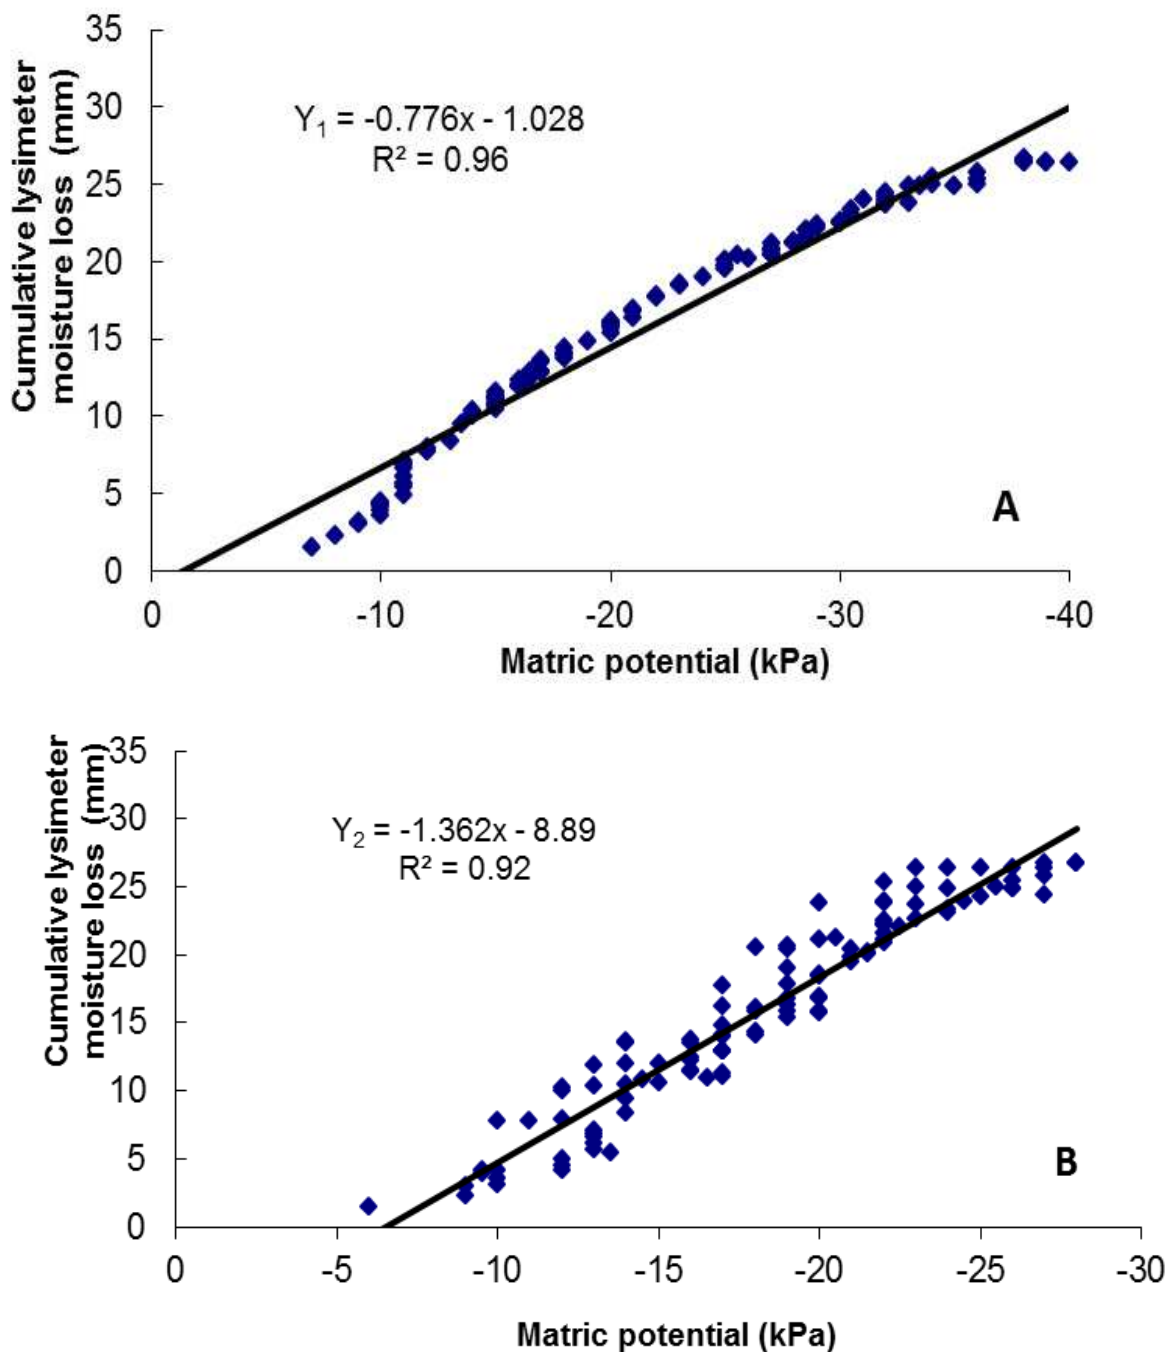 Cumulative lysimeter
moisture loss (mm)
35
30
25
20
15
10
5
0
Y₁ = -0.776x - 1.028
R² = 0.96
A
0 -10 -20 -30 -40
Matric potential (kPa)
Cumulative lysimeter
moisture loss (mm)
35
30
25
20
15
10
5
0
Y₂ = -1.362x - 8.89
R² = 0.92
B
0 -5 -10 -15 -20 -25 -30
Matric potential (kPa)